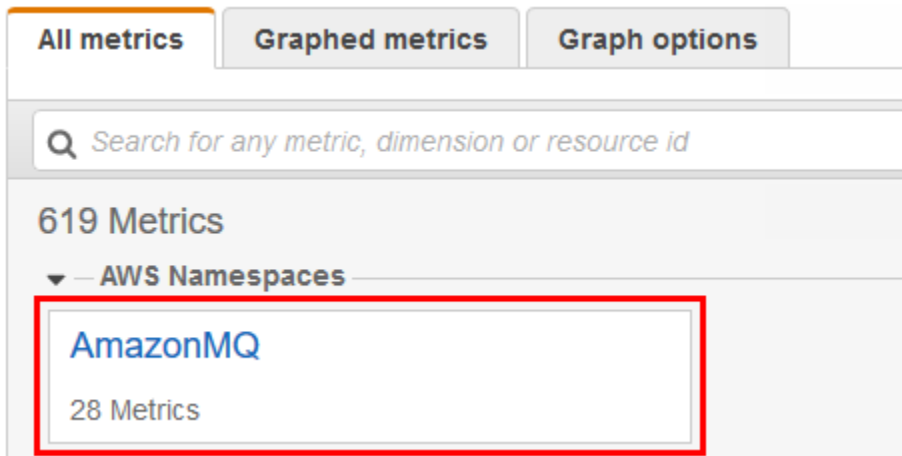 All metrics Graphed metrics Graph options
Search for any metric, dimension or resource id
619 Metrics
AWS Namespaces
AmazonMQ
28 Metrics